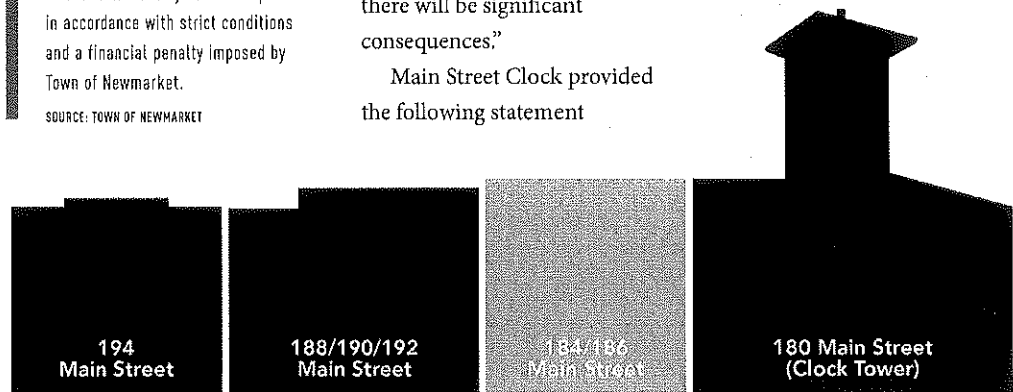 in accordance with strict conditions
and a financial penalty imposed by
Town of Newmarket.
SOURCE: TOWN OF NEWMARKET
there will be significant
consequences."
Main Street Clock provided
the following statement
194
Main Street
188/190/192
Main Street
184/186
Main Street
180 Main Street
(Clock Tower)